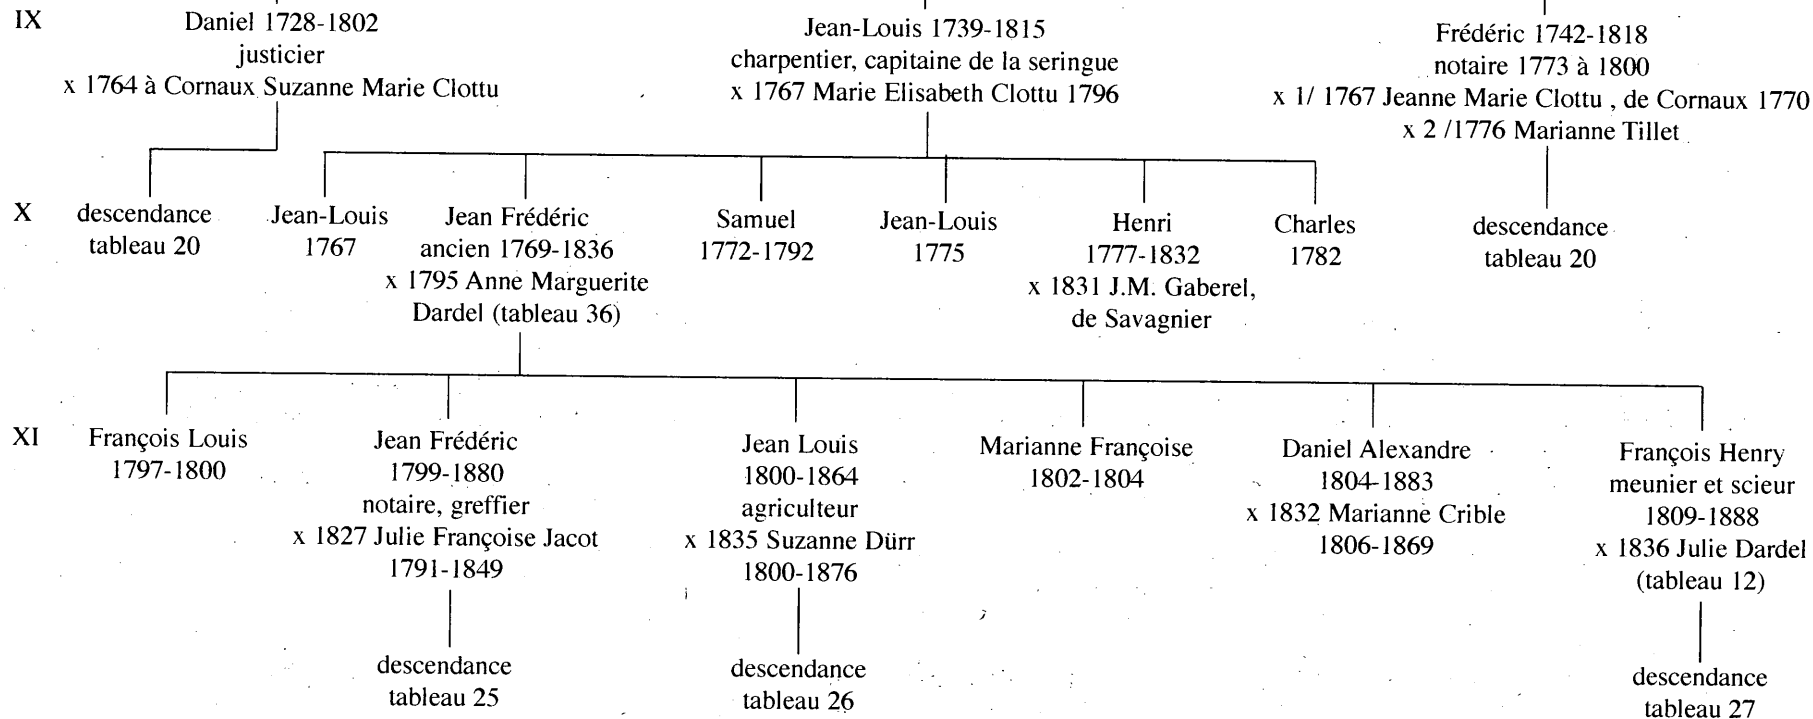 IX
Daniel 1728-1802
justicier
x 1764 à Cornaux Suzanne Marie Clottu
Jean-Louis 1739-1815
charpentier, capitaine de la seringue
x 1767 Marie Elisabeth Clottu 1796
Frédéric 1742-1818
notaire 1773 à 1800
x 1/ 1767 Jeanne Marie Clottu , de Cornaux 1770
x 2 /1776 Marianne Tillet
X
descendance
tableau 20
Jean-Louis
1767
Jean Frédéric
ancien 1769-1836
x 1795 Anne Marguerite
Dardel (tableau 36)
Samuel
1772-1792
Jean-Louis
1775
Henri
1777-1832
x 1831 J.M. Gaberel,
de Savagnier
Charles
1782
descendance
tableau 20
XI
François Louis
1797-1800
Jean Frédéric
1799-1880
notaire, greffier
x 1827 Julie Françoise Jacot
1791-1849
descendance
tableau 25
Jean Louis
1800-1864
agriculteur
x 1835 Suzanne Dürr
1800-1876
descendance
tableau 26
Marianne Françoise
1802-1804
Daniel Alexandre
1804-1883
x 1832 Marianne Crible
1806-1869
François Henry
meunier et scieur
1809-1888
x 1836 Julie Dardel
(tableau 12)
descendance
tableau 27